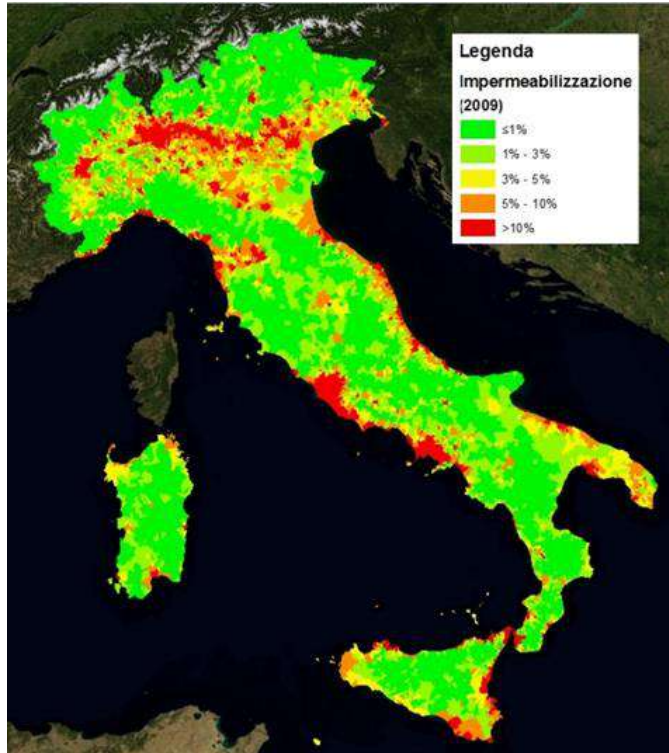 Legenda
Impermeabilizzazione
(2009)
≤1%
1% - 3%
3% - 5%
5% - 10%
>10%